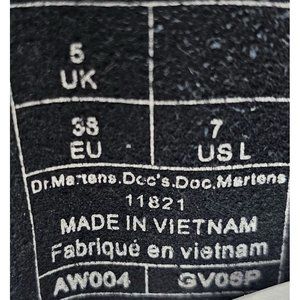 5
UK
38 7
EU US L
Dr.Martens.Doc's.Doc.Martens
11821
MADE IN VIETNAM
Fabriqué en vietnam
AW004 GV08P